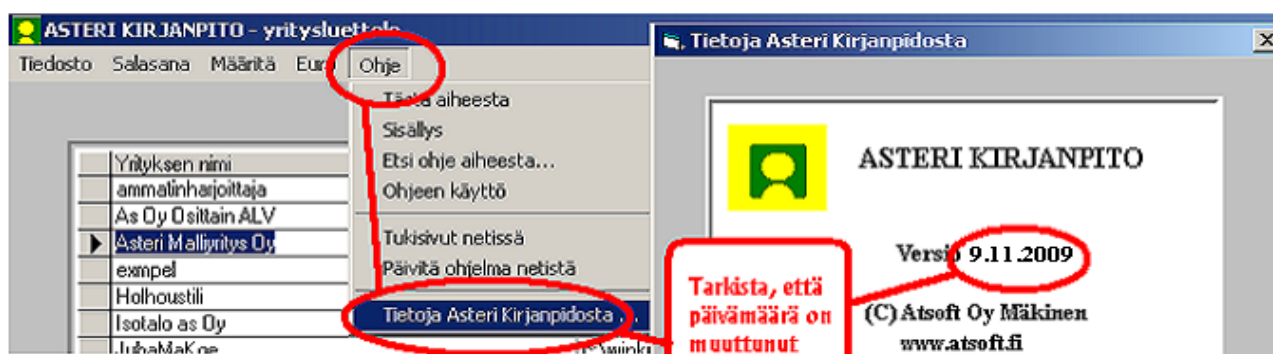 ASTERI KIRJANPITO - yritysluettelo
Tiedosto Salasana Määritä Euro Ohje
Tästä aiheesta
Sisällys
Etsi ohje aiheesta...
Ohjeen käyttö
Tukisivut netissä
Päivitä ohjelma netistä
Tietoja Asteri Kirjanpidosta ...
Yrityksen nimi
ammatinharjoittaja
As Oy Osittain ALV
Asteri Malliyritys Oy
exmpel
Holhoustili
Isotalo as Oy
Tarkista, että
päivämäärä on
muuttunut
Tietoja Asteri Kirjanpidosta
ASTERI KIRJANPITO
Versio 9.11.2009
(C) Atsoft Oy Mäkinen
www.atsoft.fi